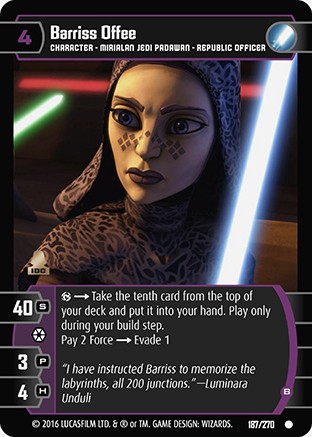 4
Barriss Offee
CHARACTER - MIRIALAN JEDI PADAWAN - REPUBLIC OFFICER
IDC
40 S
→ Take the tenth card from the top of
your deck and put it into your hand. Play only
during your build step.
Pay 2 Force → Evade 1
3 P
4 H
“I have instructed Barriss to memorize the
labyrinths, all 200 junctions.” —Luminara
Unduli
B
© 2016 LUCASFILM LTD. & ® or TM. GAME DESIGN: WIZARDS. 187/270